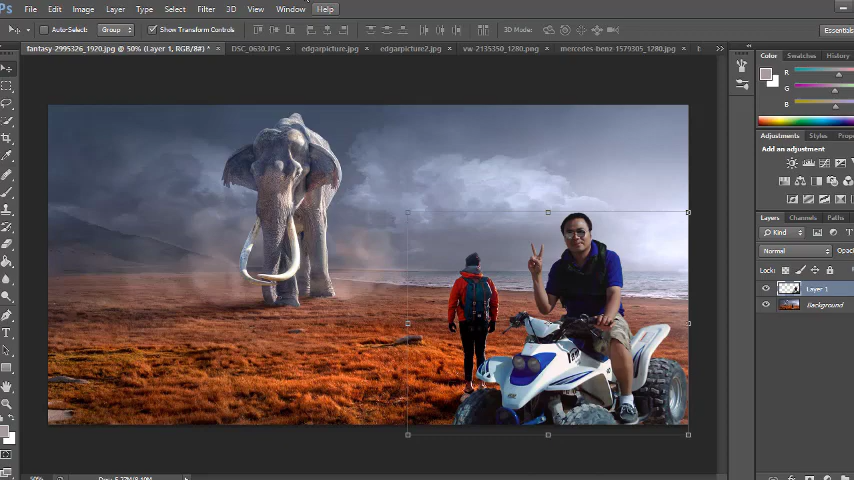 Ps File Edit Image Layer Type Select Filter 3D View Window Help
Auto-Select: Group Show Transform Controls 3D Mode: Essentials
fantasy-2995326_1920.jpg @ 50% (Layer 1, RGB/8#) * × DSC_0630.JPG × edgarpicture.jpg × edgarpicture2.jpg × vw-2135350_1280.png × mercedes-benz-1579305_1280.jpg ×
Color Swatches Styles
R
G
B
Adjustments Styles Pro
Add an adjustment
Layers Channels Paths
Kind
Normal Opaci
Lock:
Layer 1
Background